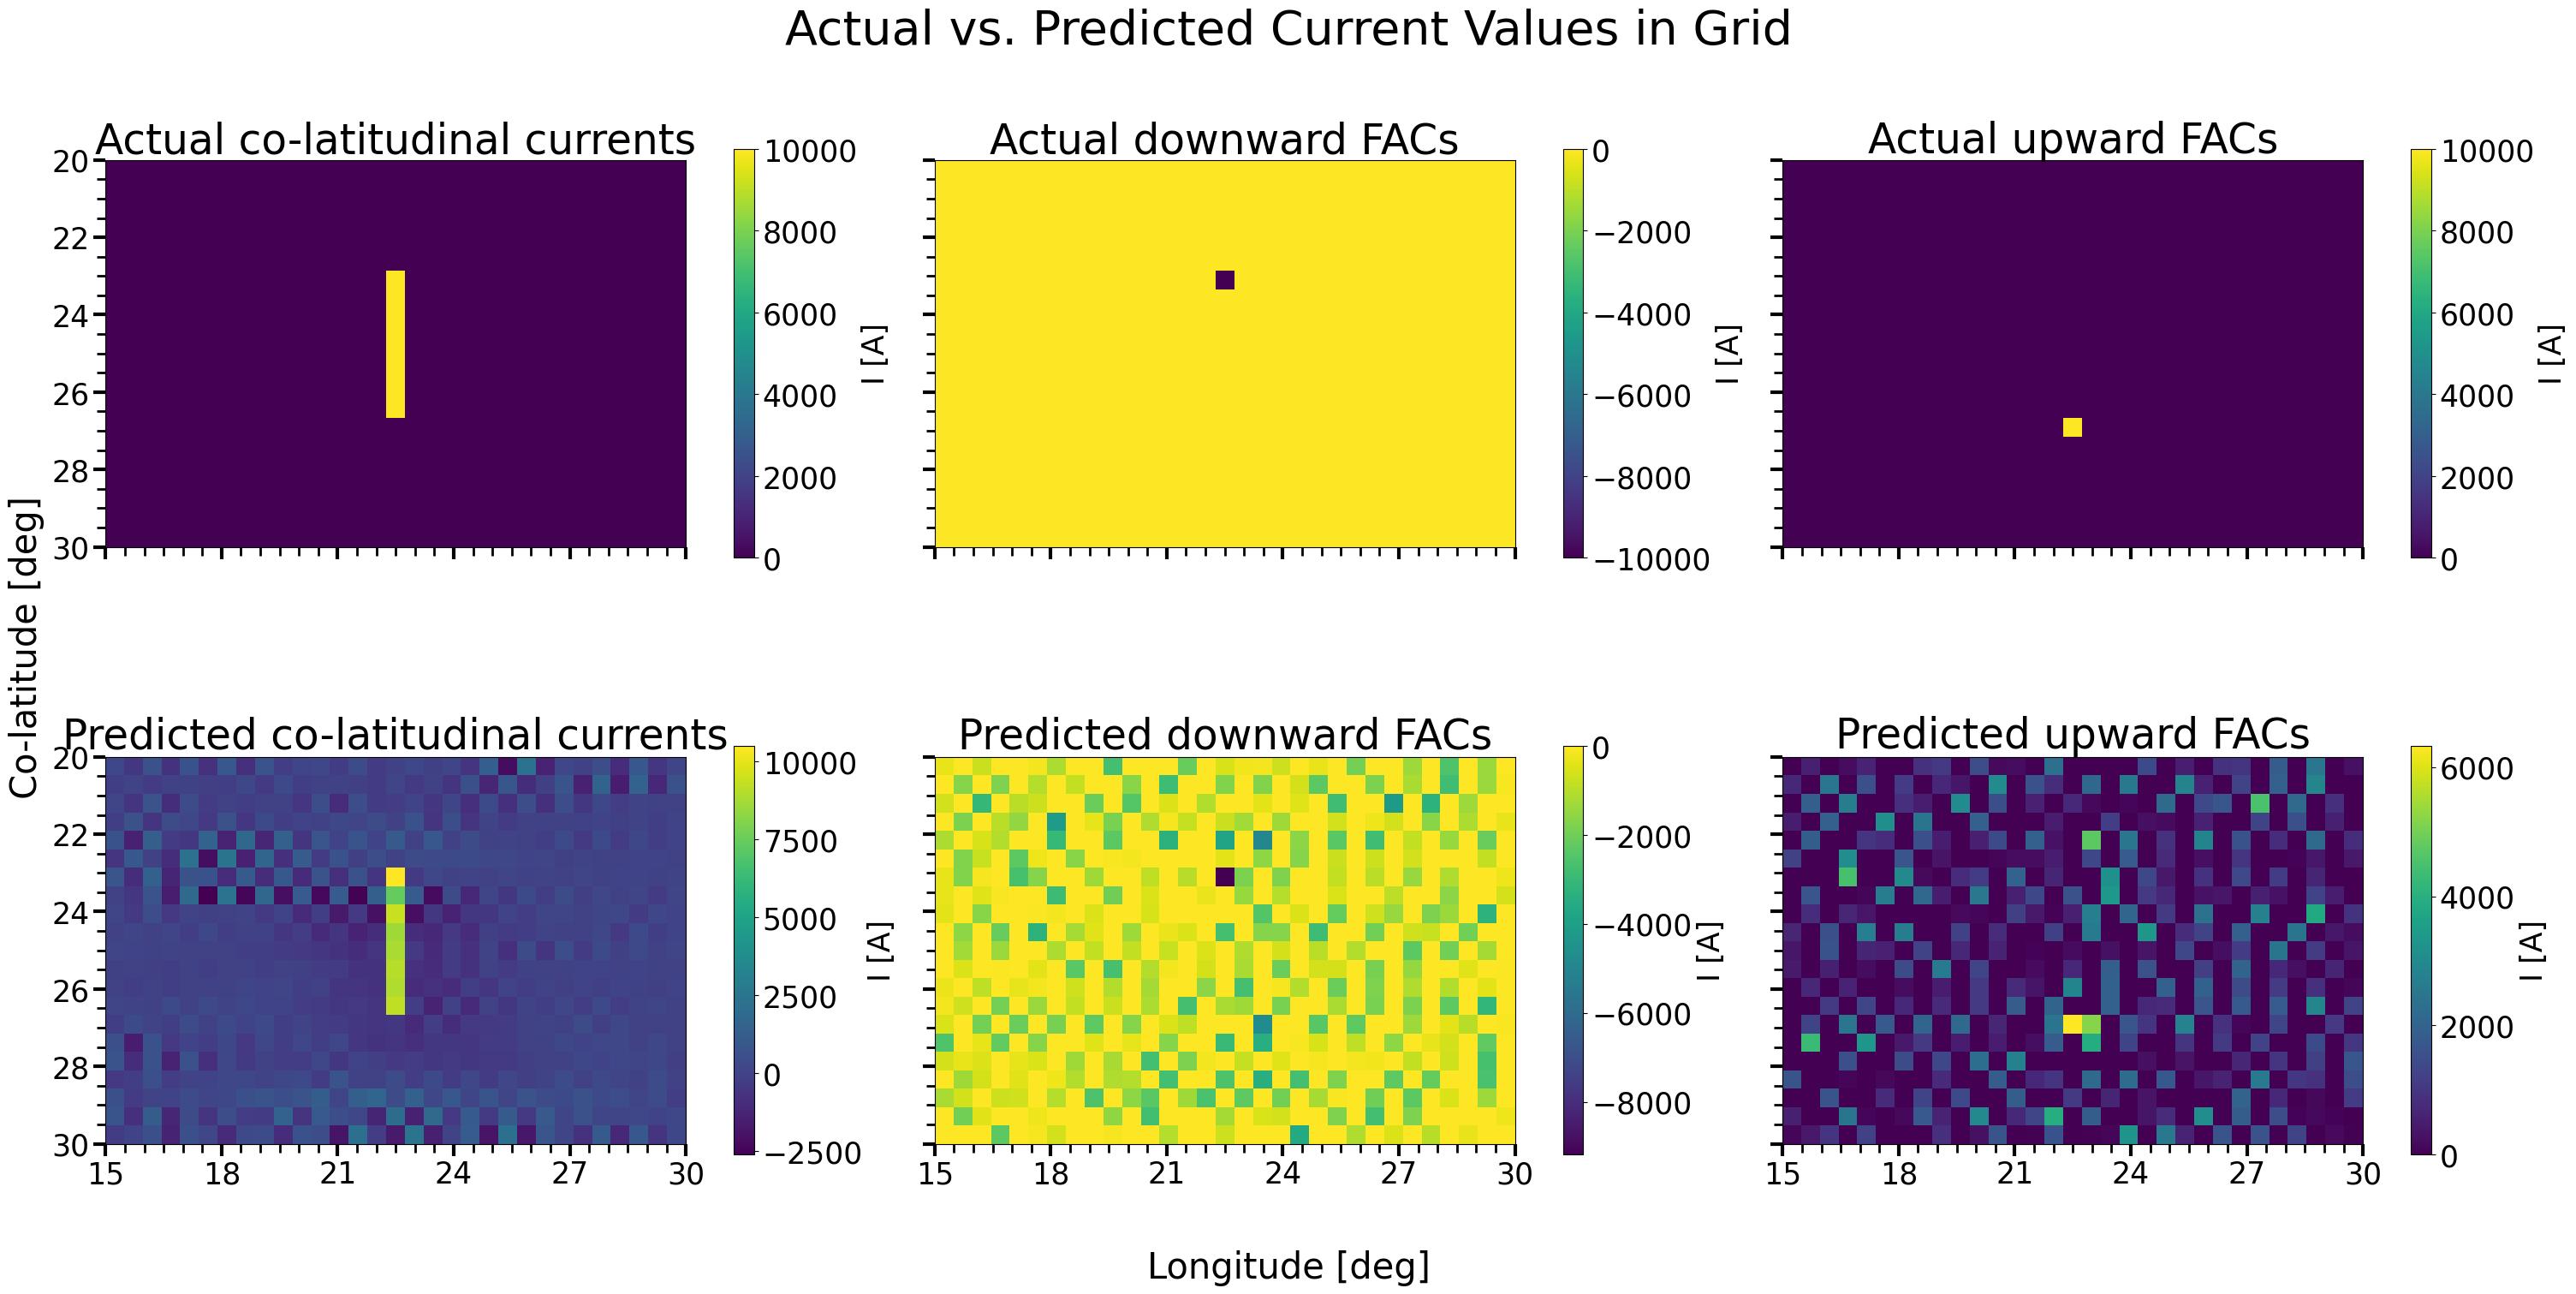 Actual vs. Predicted Current Values in Grid
Actual co-latitudinal currents
20
22
24
26
28
30
10000
8000
6000
4000
2000
0
I [A]
Actual downward FACs
0
−2000
−4000
−6000
−8000
−10000
I [A]
Actual upward FACs
10000
8000
6000
4000
2000
0
I [A]
Co-latitude [deg]
Predicted co-latitudinal currents
20
22
24
26
28
30
15 18 21 24 27 30
10000
7500
5000
2500
0
−2500
I [A]
Predicted downward FACs
15 18 21 24 27 30
0
−2000
−4000
−6000
−8000
I [A]
Predicted upward FACs
15 18 21 24 27 30
6000
4000
2000
0
I [A]
Longitude [deg]